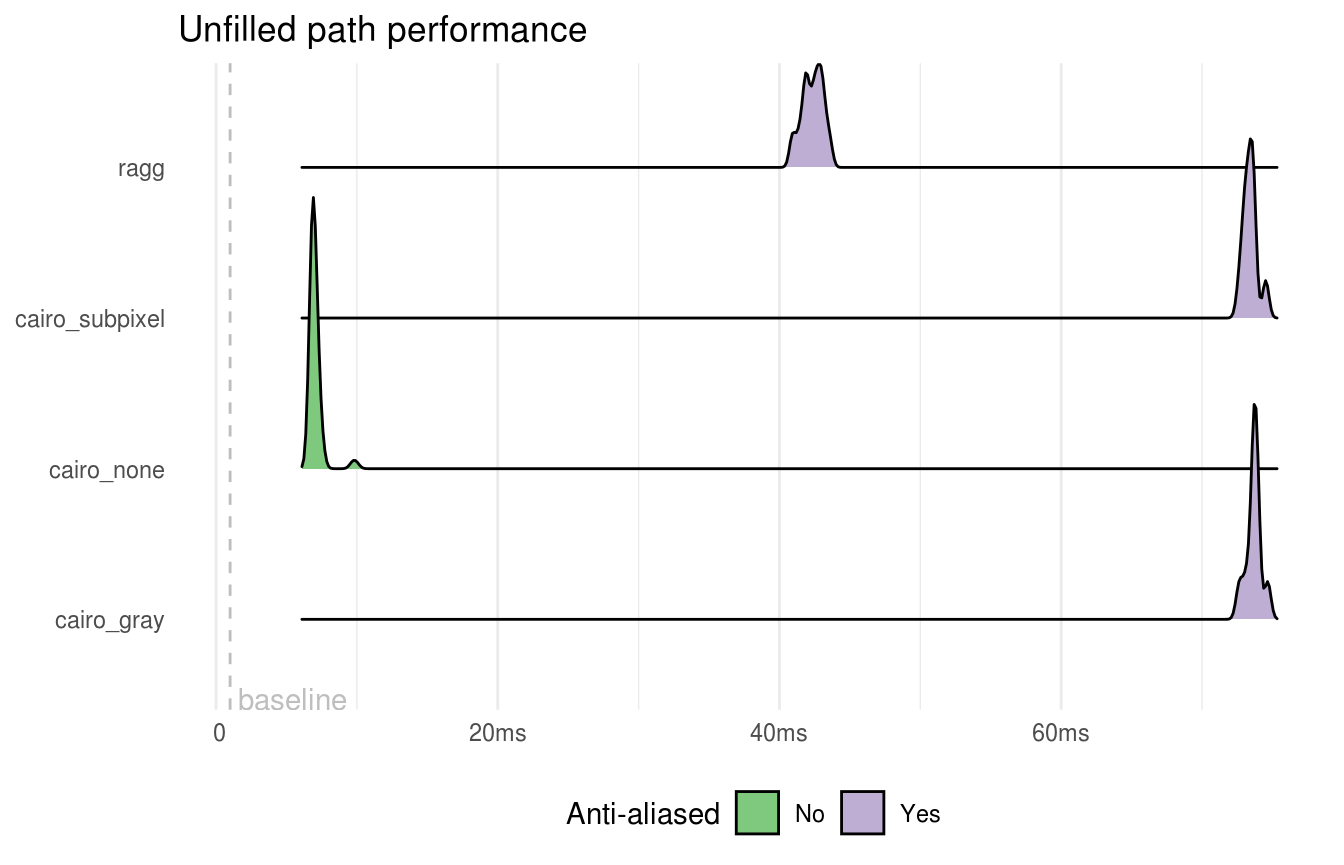 Unfilled path performance
ragg
cairo_subpixel
cairo_none
cairo_gray
baseline
0 20ms 40ms 60ms
Anti-aliased No Yes